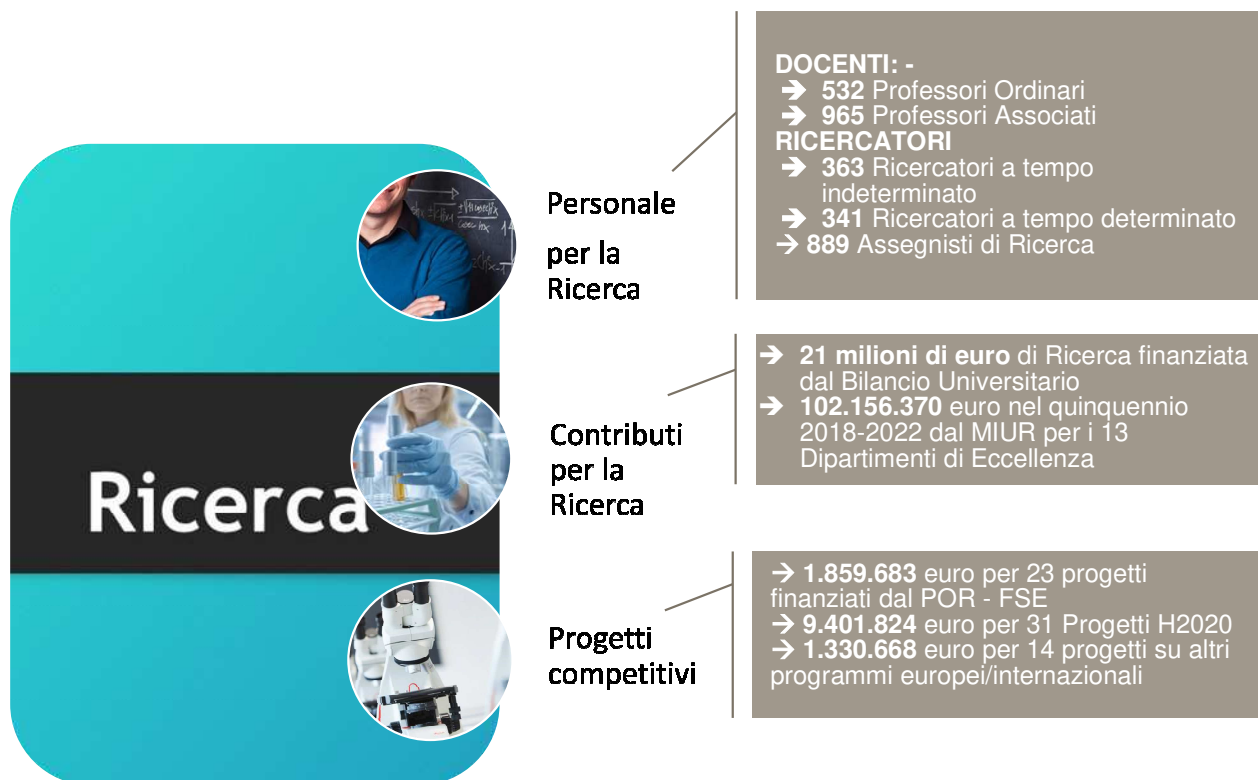 Ricerca
Personale
per la
Ricerca
DOCENTI: -
→ 532 Professori Ordinari
→ 965 Professori Associati
RICERCATORI
→ 363 Ricercatori a tempo
indeterminato
→ 341 Ricercatori a tempo determinato
→ 889 Assegnisti di Ricerca
Contributi
per la
Ricerca
→ 21 milioni di euro di Ricerca finanziata
dal Bilancio Universitario
→ 102.156.370 euro nel quinquennio
2018-2022 dal MIUR per i 13
Dipartimenti di Eccellenza
Progetti
competitivi
→ 1.859.683 euro per 23 progetti
finanziati dal POR - FSE
→ 9.401.824 euro per 31 Progetti H2020
→ 1.330.668 euro per 14 progetti su altri
programmi europei/internazionali